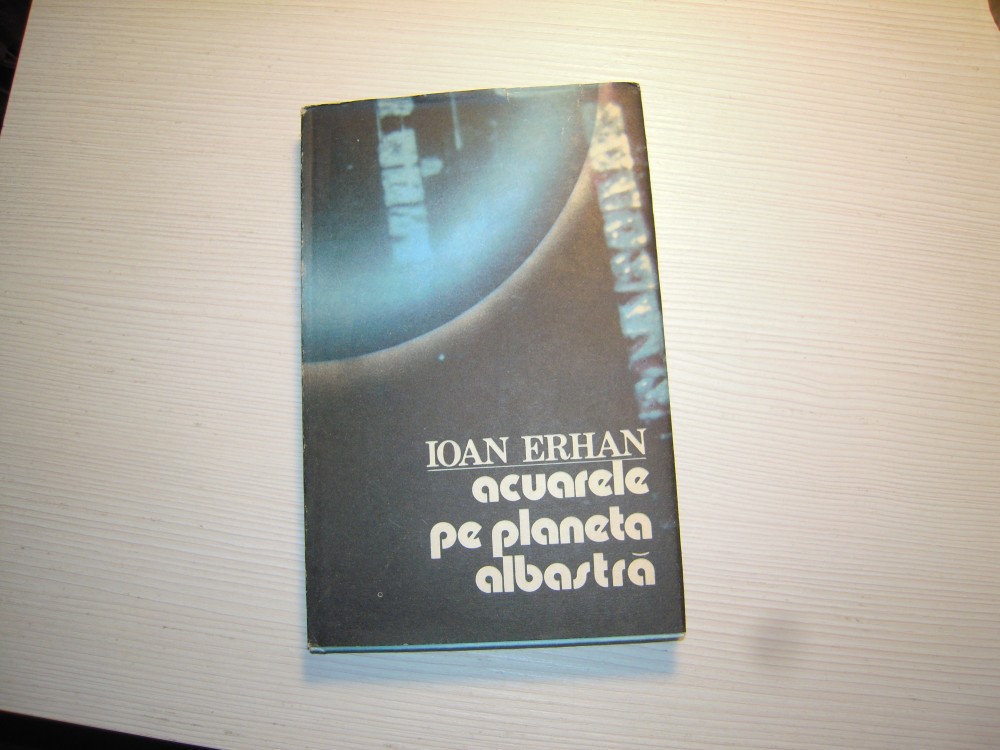 IOAN ERHAN
acuarele
pe planeta
albastră